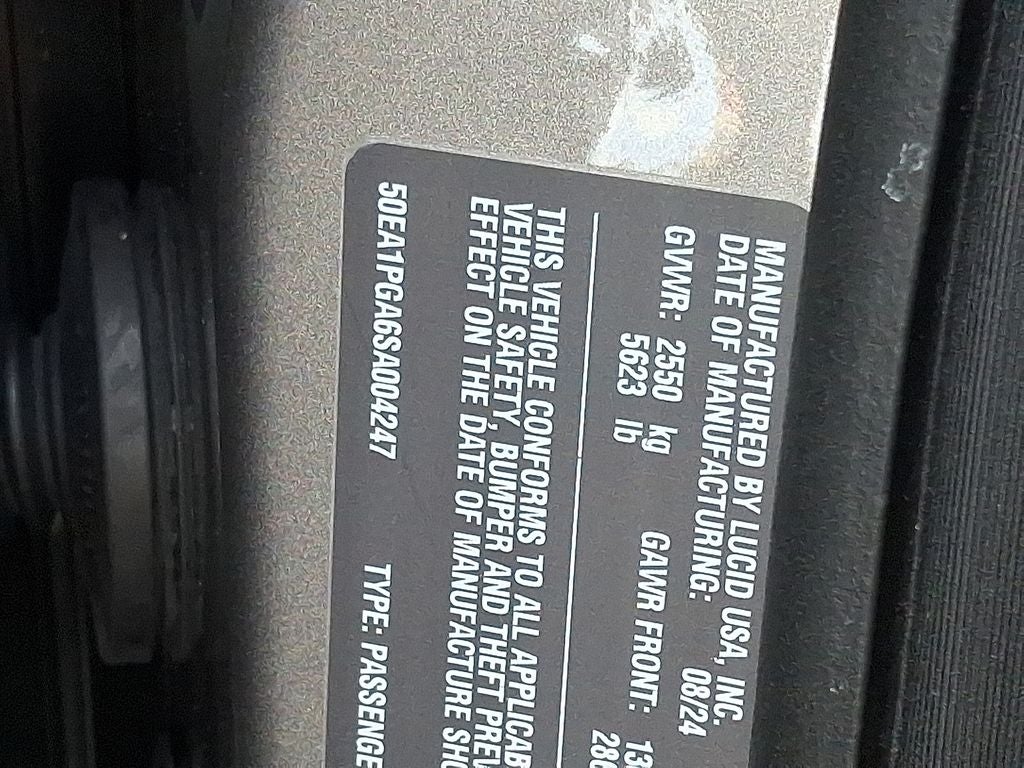 MANUFACTURED BY LUCID USA, INC.
DATE OF MANUFACTURING: 08/24
GVWR: 2550 kg GAWR FRONT:
5623 lb
THIS VEHICLE CONFORMS TO ALL
VEHICLE SAFETY, BUMPER AND THEFT
EFFECT ON THE DATE OF MANUFACTURE
50EA1PGA6SA004247 TYPE: